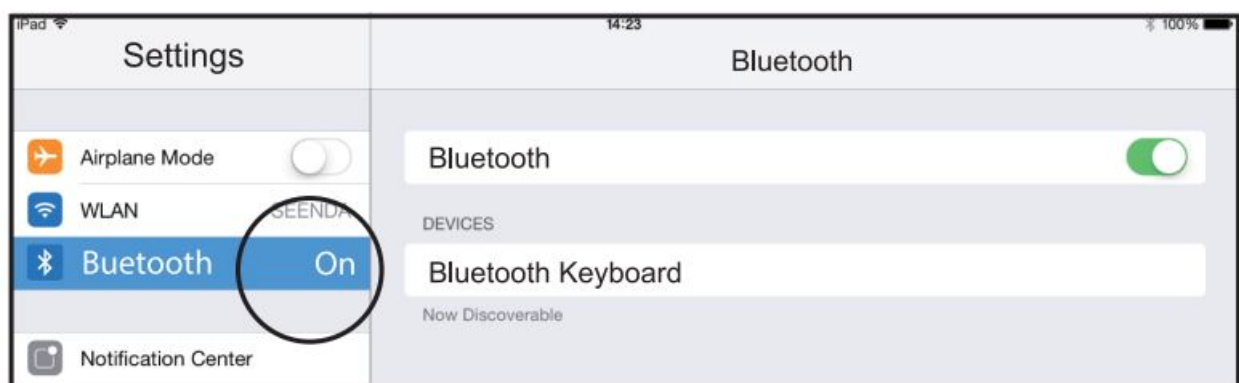 iPad 14:23 100%
Settings
Bluetooth
Airplane Mode
WLAN SEENDA
Buetooth On
Notification Center
Bluetooth
DEVICES
Bluetooth Keyboard
Now Discoverable